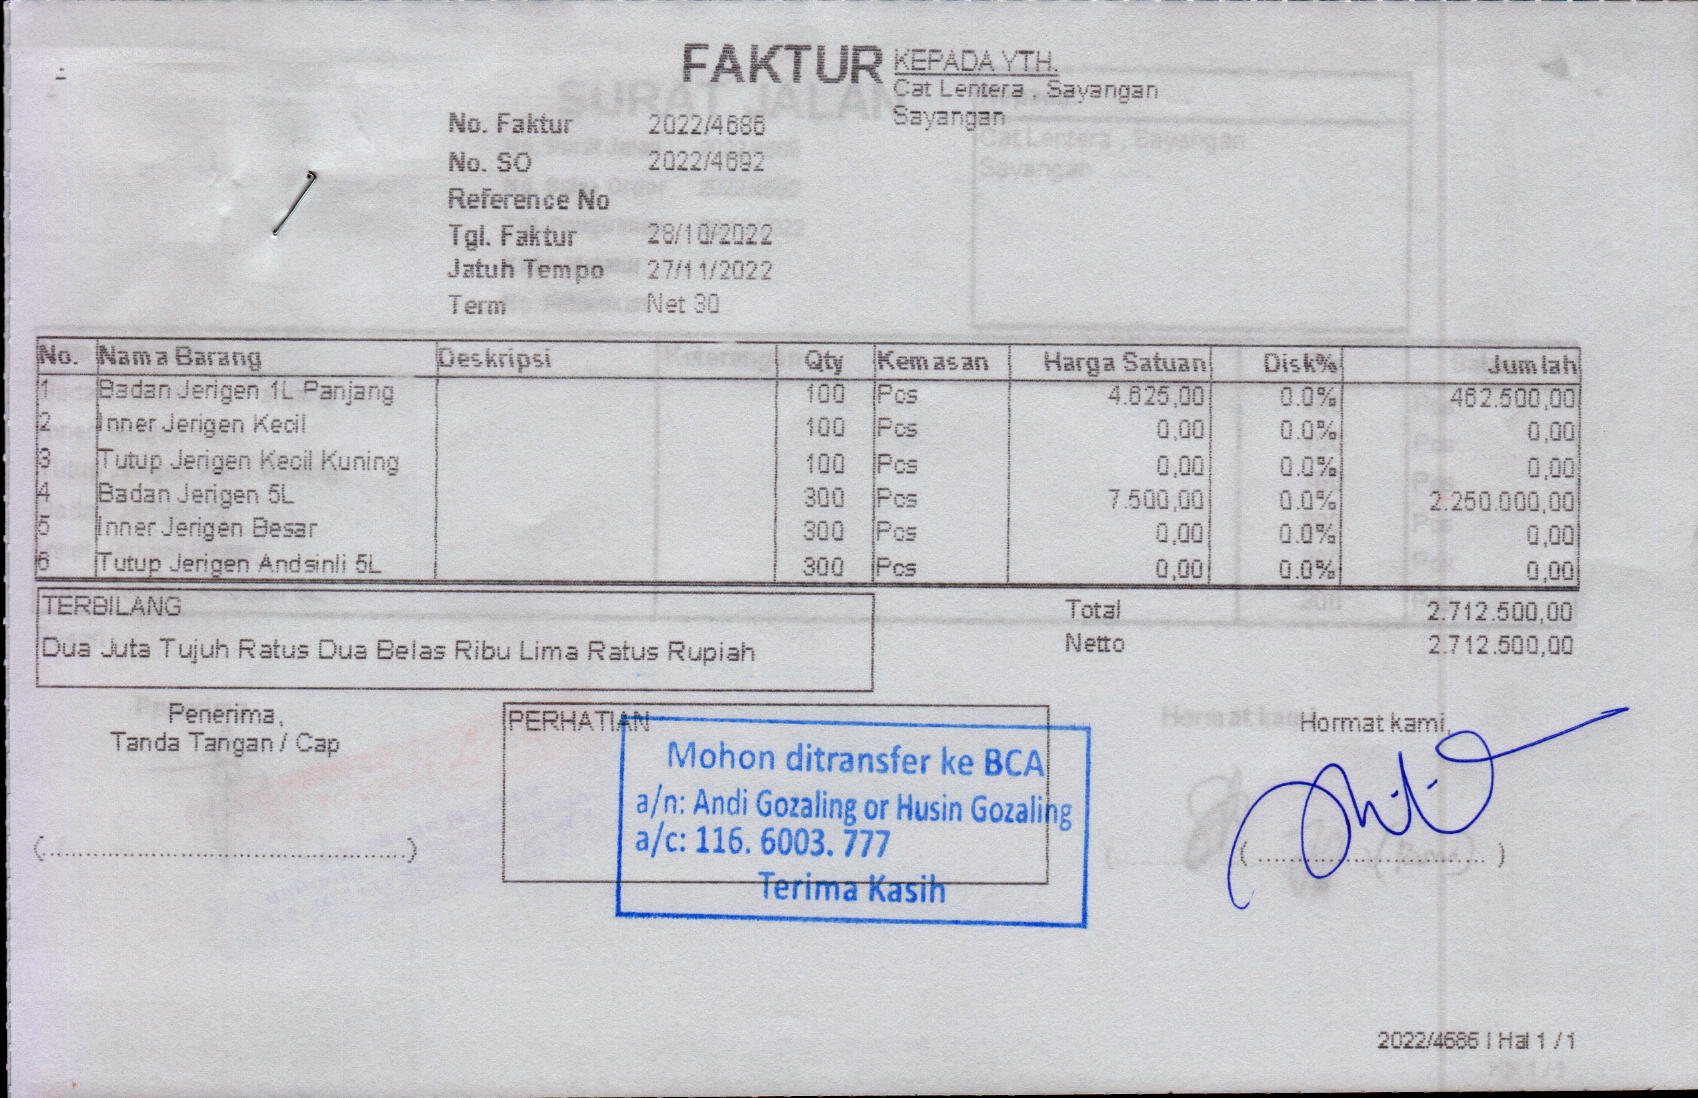 FAKTUR
KEPADA YTH.
Cat Lentera , Sayangan
Sayangan
No. Faktur 2022/4686
No. SO 2022/4692
Reference No
Tgl. Faktur 28/10/2022
Jatuh Tempo 27/11/2022
Term Net 30
No. Nama Barang Deskripsi Qty Kemasan Harga Satuan Disk% Jumlah
1 Badan Jerigen 1L Panjang 100 Pcs 4.625,00 0.0% 462.500,00
2 Inner Jerigen Kecil 100 Pcs 0,00 0.0% 0,00
3 Tutup Jerigen Kecil Kuning 100 Pcs 0,00 0.0% 0,00
4 Badan Jerigen 5L 300 Pcs 7.500,00 0.0% 2.250.000,00
5 Inner Jerigen Besar 300 Pcs 0,00 0.0% 0,00
6 Tutup Jerigen Andsinli 5L 300 Pcs 0,00 0.0% 0,00
TERBILANG
Dua Juta Tujuh Ratus Dua Belas Ribu Lima Ratus Rupiah
Total 2.712.500,00
Netto 2.712.500,00
Penerima,
Tanda Tangan / Cap
PERHATIAN
Mohon ditransfer ke BCA
a/n: Andi Gozaling or Husin Gozaling
a/c: 116. 6003. 777
Terima Kasih
Hormat kami,
(........................................)
(........................................)
2022/4686 | Hal 1 / 1